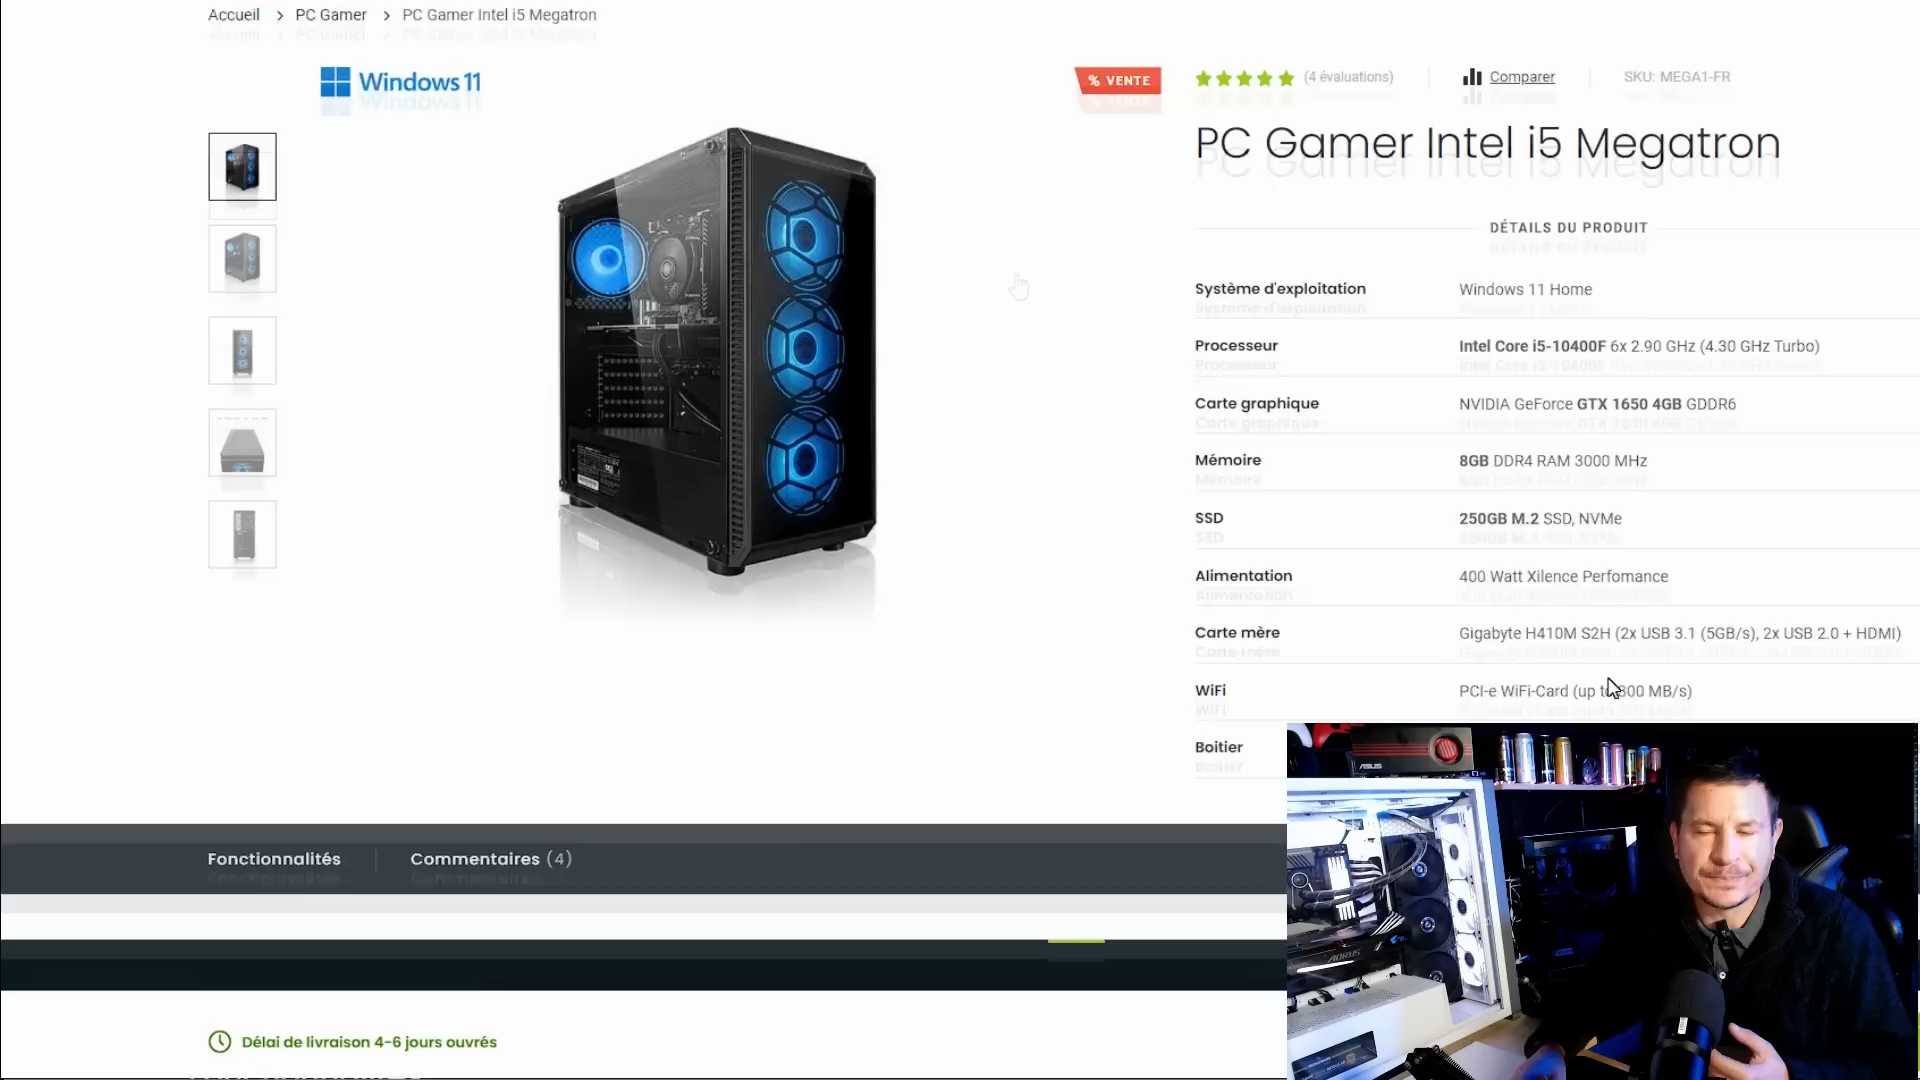 Accueil > PC Gamer > PC Gamer Intel i5 Megatron
Windows 11
% VENTE
(4 évaluations)
Comparer
SKU: MEGA1-FR
PC Gamer Intel i5 Megatron
DÉTAILS DU PRODUIT
Système d'exploitation Windows 11 Home
Processeur Intel Core i5-10400F 6x 2.90 GHz (4.30 GHz Turbo)
Carte graphique NVIDIA GeForce GTX 1650 4GB GDDR6
Mémoire 8GB DDR4 RAM 3000 MHz
SSD 250GB M.2 SSD, NVMe
Alimentation 400 Watt Xilence Perfomance
Carte mère Gigabyte H410M S2H (2x USB 3.1 (5GB/s), 2x USB 2.0 + HDMI)
WiFi PCI-e WiFi-Card (up MB/s)
Boitier
Fonctionnalités
Commentaires (4)
Délai de livraison 4-6 jours ouvrés
ASUS
AORUS